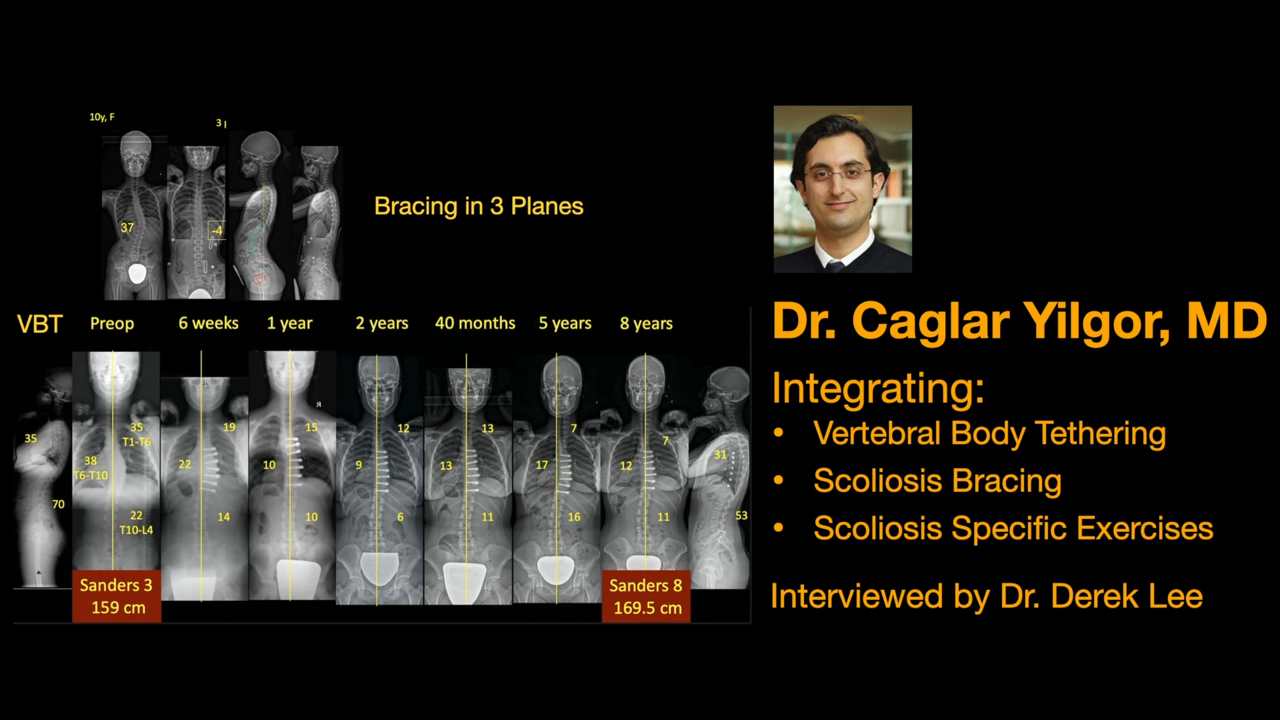 10y, F
3
37
-4
Bracing in 3 Planes
VBT
Preop
6 weeks
1 year
2 years
40 months
5 years
8 years
35
70
35
T1-T6
38
T6-T10
22
T10-L4
19
22
14
R
15
10
10
12
9
6
13
13
11
7
17
16
7
12
11
31
53
Sanders 3
159 cm
Sanders 8
169.5 cm
Dr. Caglar Yilgor, MD
Integrating:
• Vertebral Body Tethering
• Scoliosis Bracing
• Scoliosis Specific Exercises
Interviewed by Dr. Derek Lee